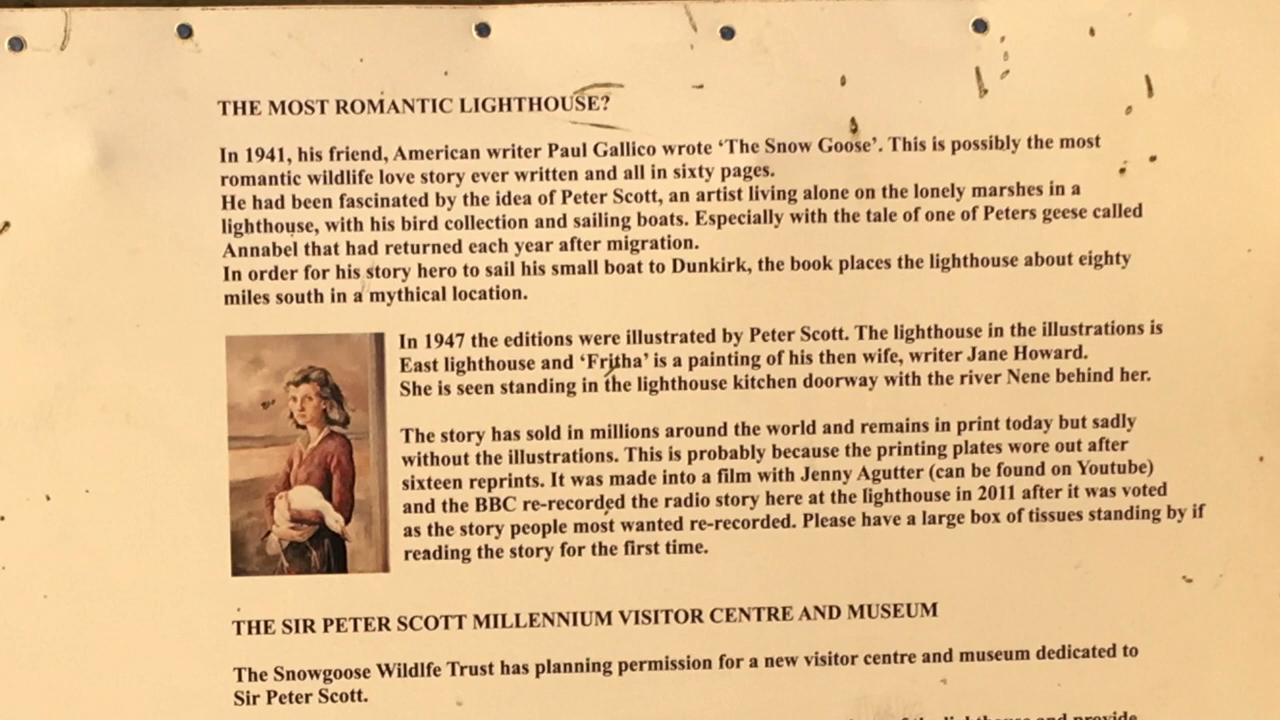 THE MOST ROMANTIC LIGHTHOUSE?
In 1941, his friend, American writer Paul Gallico wrote ‘The Snow Goose’. This is possibly the most
romantic wildlife love story ever written and all in sixty pages.
He had been fascinated by the idea of Peter Scott, an artist living alone on the lonely marshes in a
lighthouse, with his bird collection and sailing boats. Especially with the tale of one of Peters geese called
Annabel that had returned each year after migration.
In order for his story hero to sail his small boat to Dunkirk, the book places the lighthouse about eighty
miles south in a mythical location.
In 1947 the editions were illustrated by Peter Scott. The lighthouse in the illustrations is
East lighthouse and ‘Fritha’ is a painting of his then wife, writer Jane Howard.
She is seen standing in the lighthouse kitchen doorway with the river Nene behind her.
The story has sold in millions around the world and remains in print today but sadly
without the illustrations. This is probably because the printing plates wore out after
sixteen reprints. It was made into a film with Jenny Agutter (can be found on Youtube)
and the BBC re-recorded the radio story here at the lighthouse in 2011 after it was voted
as the story people most wanted re-recorded. Please have a large box of tissues standing by if
reading the story for the first time.
THE SIR PETER SCOTT MILLENNIUM VISITOR CENTRE AND MUSEUM
The Snowgoose Wildlfe Trust has planning permission for a new visitor centre and museum dedicated to
Sir Peter Scott.
the lighthouse and provide